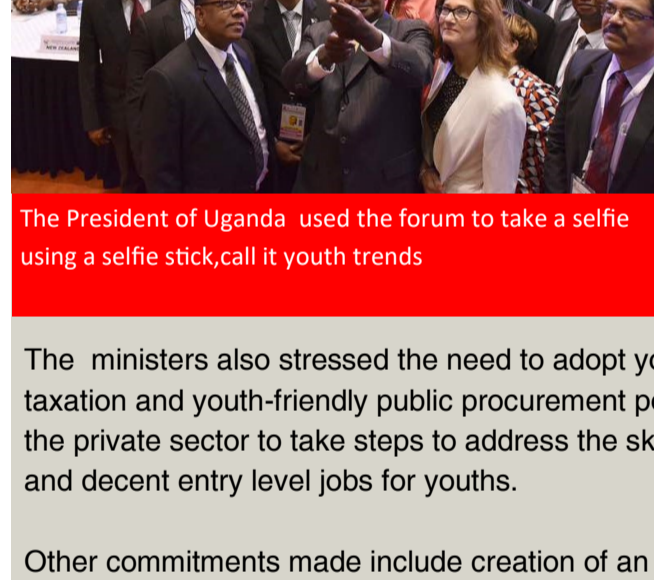 NEW ZEALAND
The President of Uganda used the forum to take a selfie
using a selfie stick,call it youth trends
The ministers also stressed the need to adopt yo
taxation and youth-friendly public procurement p
the private sector to take steps to address the sk
and decent entry level jobs for youths.
Other commitments made include creation of an